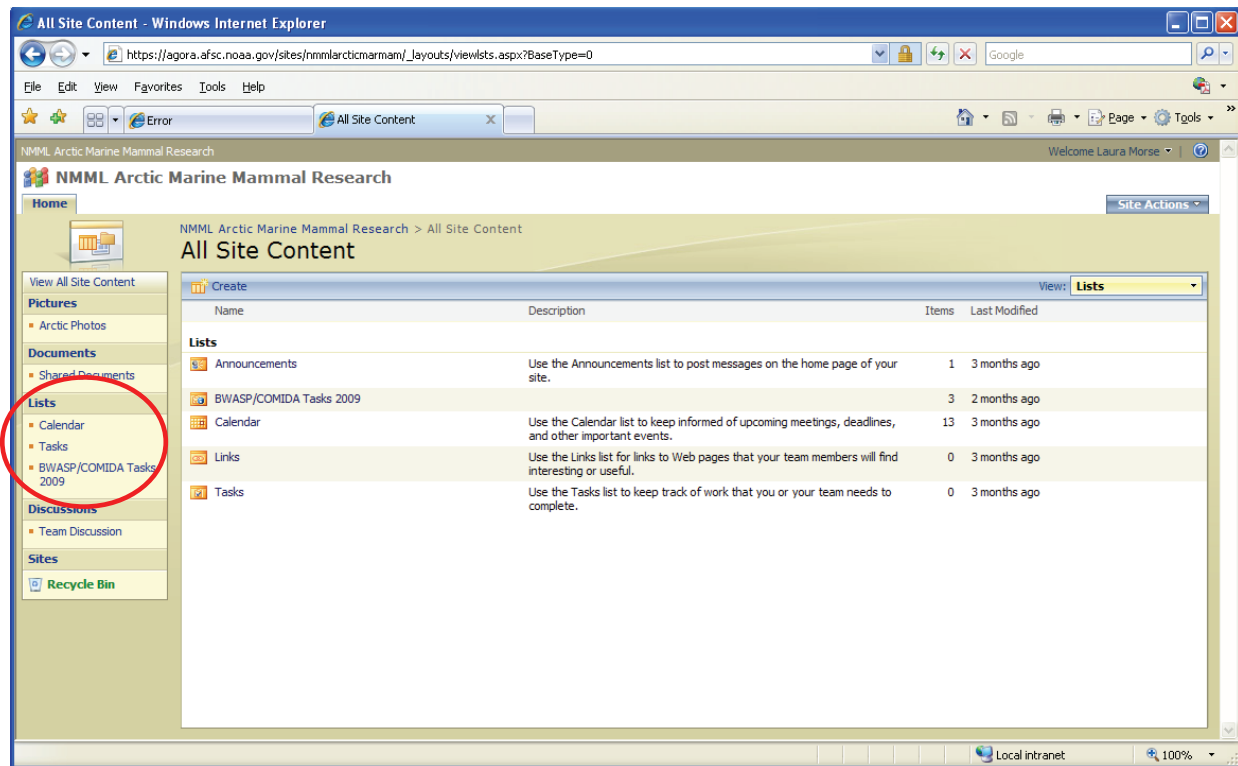 All Site Content - Windows Internet Explorer
https://agora.afsc.noaa.gov/sites/nmmlarcticmarmam/_layouts/viewlsts.aspx?BaseType=0
Google
File Edit View Favorites Tools Help
Error
All Site Content
Page Tools
NMML Arctic Marine Mammal Research
Welcome Laura Morse
NMML Arctic Marine Mammal Research
Home
Site Actions
NMML Arctic Marine Mammal Research > All Site Content
All Site Content
View All Site Content
Pictures
Arctic Photos
Documents
Shared Documents
Lists
Calendar
Tasks
BWASP/COMIDA Tasks
2009
Discussions
Team Discussion
Sites
Recycle Bin
Create
View: Lists
Name Description Items Last Modified
Lists
Announcements Use the Announcements list to post messages on the home page of your 1 3 months ago
site.
BWASP/COMIDA Tasks 2009 3 2 months ago
Calendar Use the Calendar list to keep informed of upcoming meetings, deadlines, 13 3 months ago
and other important events.
Links Use the Links list for links to Web pages that your team members will find 0 3 months ago
interesting or useful.
Tasks Use the Tasks list to keep track of work that you or your team needs to 0 3 months ago
complete.
Local intranet
100%